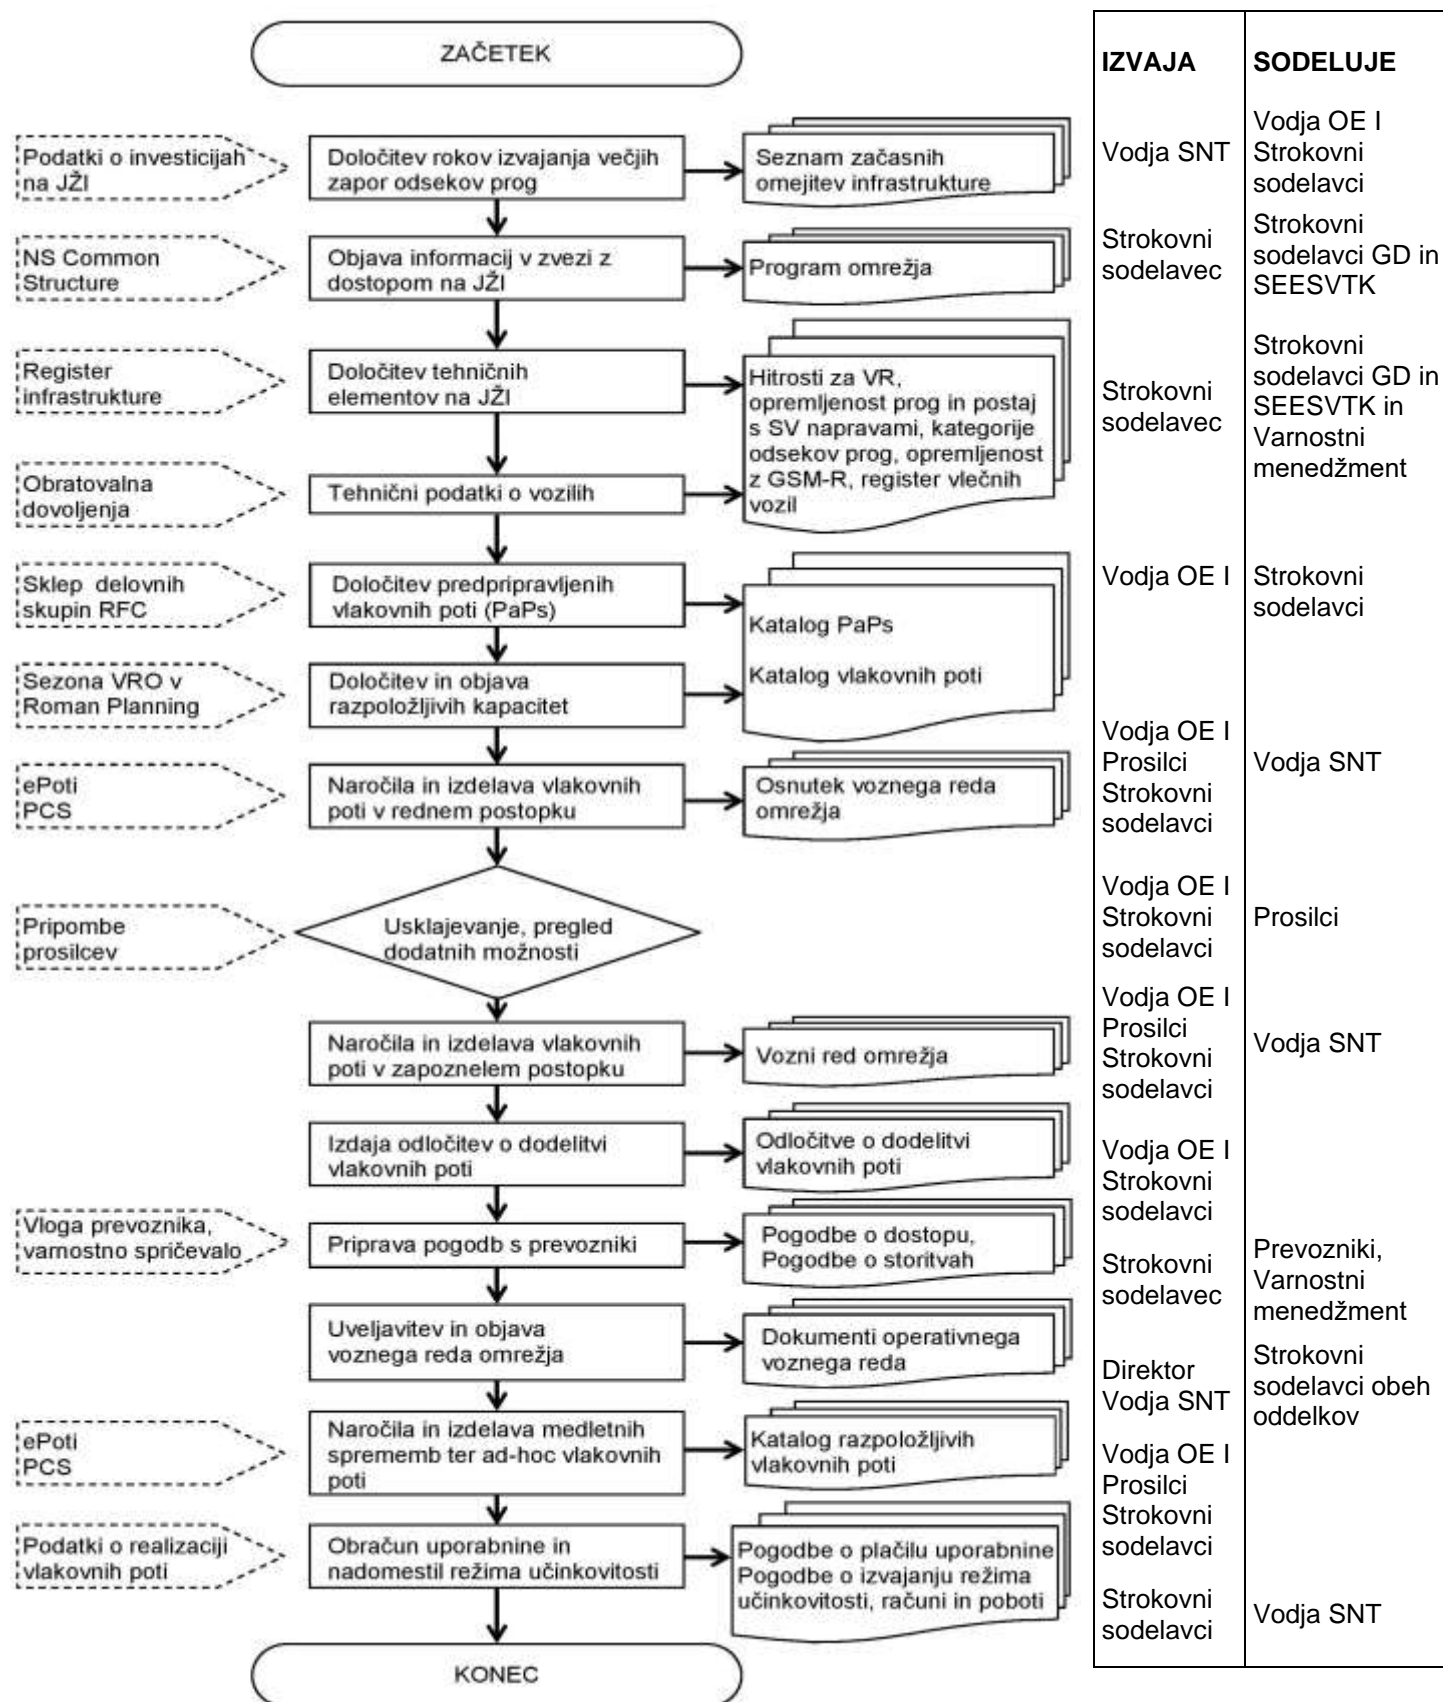 ZAČETEK
IZVAJA
SODELUJE
Podatki o investicijah
na JŽI
Določitev rokov izvajanja večjih
zapor odsekov prog
Seznam začasnih
omejitev infrastrukture
Vodja SNT
Vodja OE I
Strokovni
sodelavci
NS Common
Structure
Objava informacij v zvezi z
dostopom na JŽI
Program omrežja
Strokovni
sodelavec
Strokovni
sodelavci GD in
SEESVTK
Register
infrastrukture
Določitev tehničnih
elementov na JŽI
Hitrosti za VR,
opremljenost prog in postaj
s SV napravami, kategorije
odsekov prog, opremljenost
z GSM-R, register vlečnih
vozil
Strokovni
sodelavec
Strokovni
sodelavci GD in
SEESVTK in
Varnostni
menedžment
Obratovalna
dovoljenja
Tehnični podatki o vozilih
Sklep delovnih
skupin RFC
Določitev predpripravljenih
vlakovnih poti (PaPs)
Katalog PaPs
Katalog vlakovnih poti
Vodja OE I
Strokovni
sodelavci
Sezona VRO v
Roman Planning
Določitev in objava
razpoložljivih kapacitet
ePoti
PCS
Naročila in izdelava vlakovnih
poti v rednem postopku
Osnutek voznega reda
omrežja
Vodja OE I
Prosilci
Strokovni
sodelavci
Vodja SNT
Pripombe
prosilcev
Usklajevanje, pregled
dodatnih možnosti
Vodja OE I
Strokovni
sodelavci
Prosilci
Naročila in izdelava vlakovnih
poti v zapoznelem postopku
Vozni red omrežja
Vodja OE I
Prosilci
Strokovni
sodelavci
Vodja SNT
Izdaja odločitev o dodelitvi
vlakovnih poti
Odločitve o dodelitvi
vlakovnih poti
Vodja OE I
Strokovni
sodelavci
Vloga prevoznika,
varnostno spričevalo
Priprava pogodb s prevozniki
Pogodbe o dostopu,
Pogodbe o storitvah
Strokovni
sodelavec
Prevozniki,
Varnostni
menedžment
Uveljavitev in objava
voznega reda omrežja
Dokumenti operativnega
voznega reda
Direktor
Vodja SNT
Strokovni
sodelavci obeh
oddelkov
ePoti
PCS
Naročila in izdelava medletnih
sprememb ter ad-hoc vlakovnih
poti
Katalog razpoložljivih
vlakovnih poti
Vodja OE I
Prosilci
Strokovni
sodelavci
Podatki o realizaciji
vlakovnih poti
Obračun uporabnine in
nadomestil režima učinkovitosti
Pogodbe o plačilu uporabnine
Pogodbe o izvajanju režima
učinkovitosti, računi in poboti
Strokovni
sodelavci
Vodja SNT
KONEC